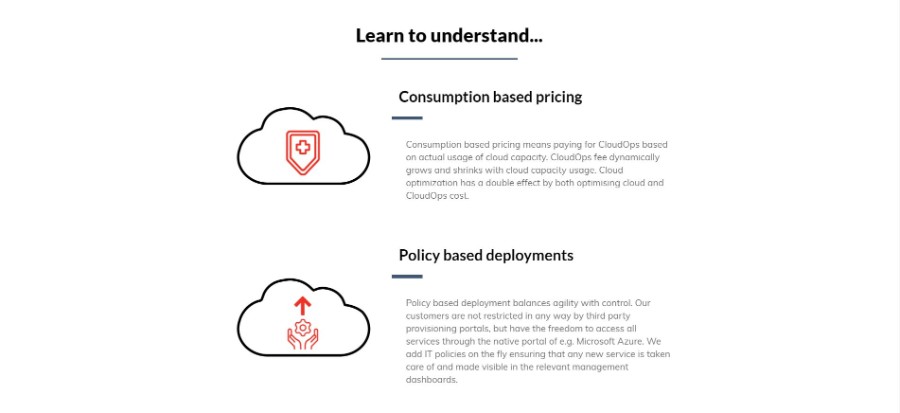 Learn to understand...
Consumption based pricing
Consumption based pricing means paying for CloudOps based
on actual usage of cloud capacity. CloudOps fee dynamically
grows and shrinks with cloud capacity usage. Cloud
optimization has a double effect by both optimising cloud and
CloudOps cost.
Policy based deployments
Policy based deployment balances agility with control. Our
customers are not restricted in any way by third party
provisioning portals, but have the freedom to access all
services through the native portal of e.g. Microsoft Azure. We
add IT policies on the fly ensuring that any new service is taken
care of and made visible in the relevant management
dashboards.